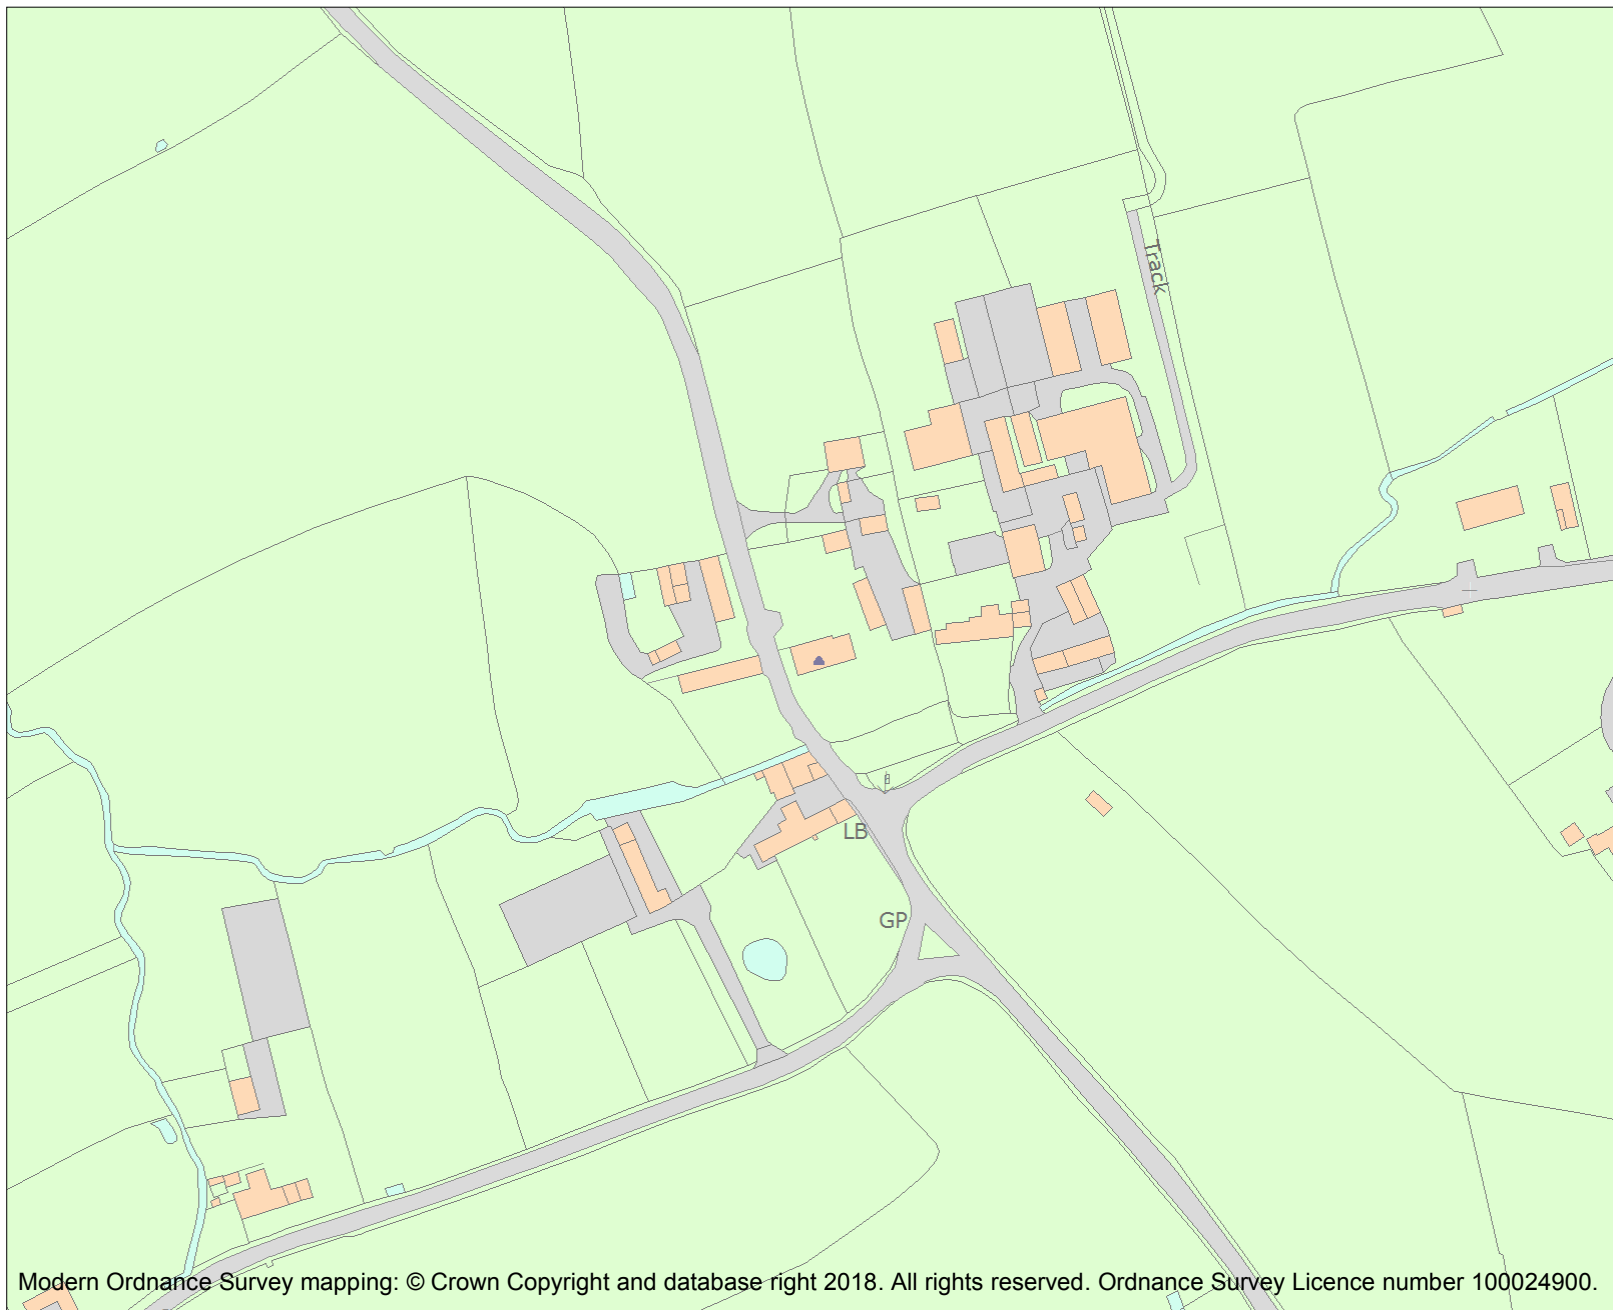 Track
LB
GP
Modern Ordnance Survey mapping: © Crown Copyright and database right 2018. All rights reserved. Ordnance Survey Licence number 100024900.